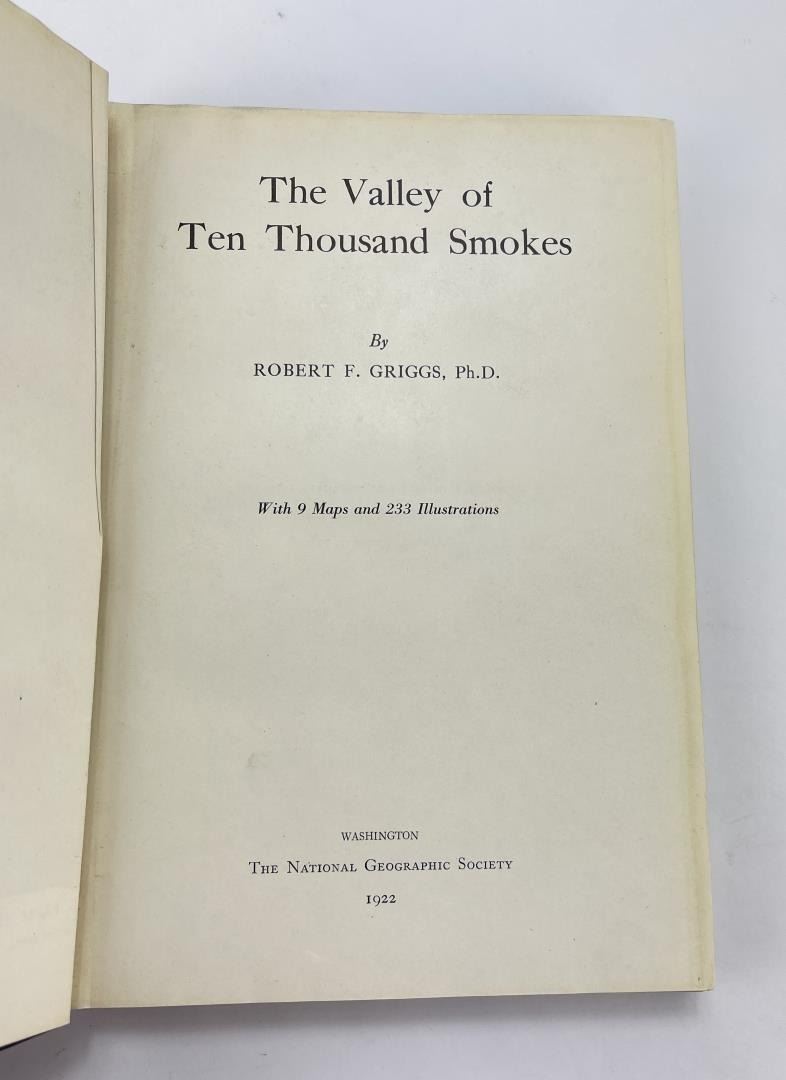 The Valley of
Ten Thousand Smokes
By
ROBERT F. GRIGGS, Ph.D.
With 9 Maps and 233 Illustrations
WASHINGTON
THE NATIONAL GEOGRAPHIC SOCIETY
1922